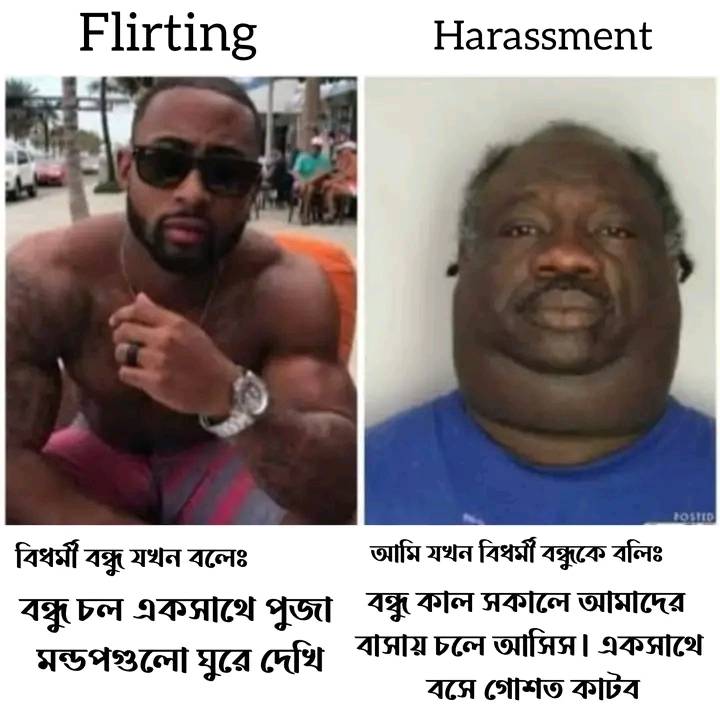 Flirting
Harassment
POSTED
বিধর্মী বন্ধু যখন বলেঃ
বন্ধু চল একসাথে পুজা
মন্ডপগুলো ঘুরে দেখি
আমি যখন বিধর্মী বন্ধুকে বলিঃ
বন্ধু কাল সকালে আমাদের
বাসায় চলে আসিস। একসাথে
বসে গোশত কাটব